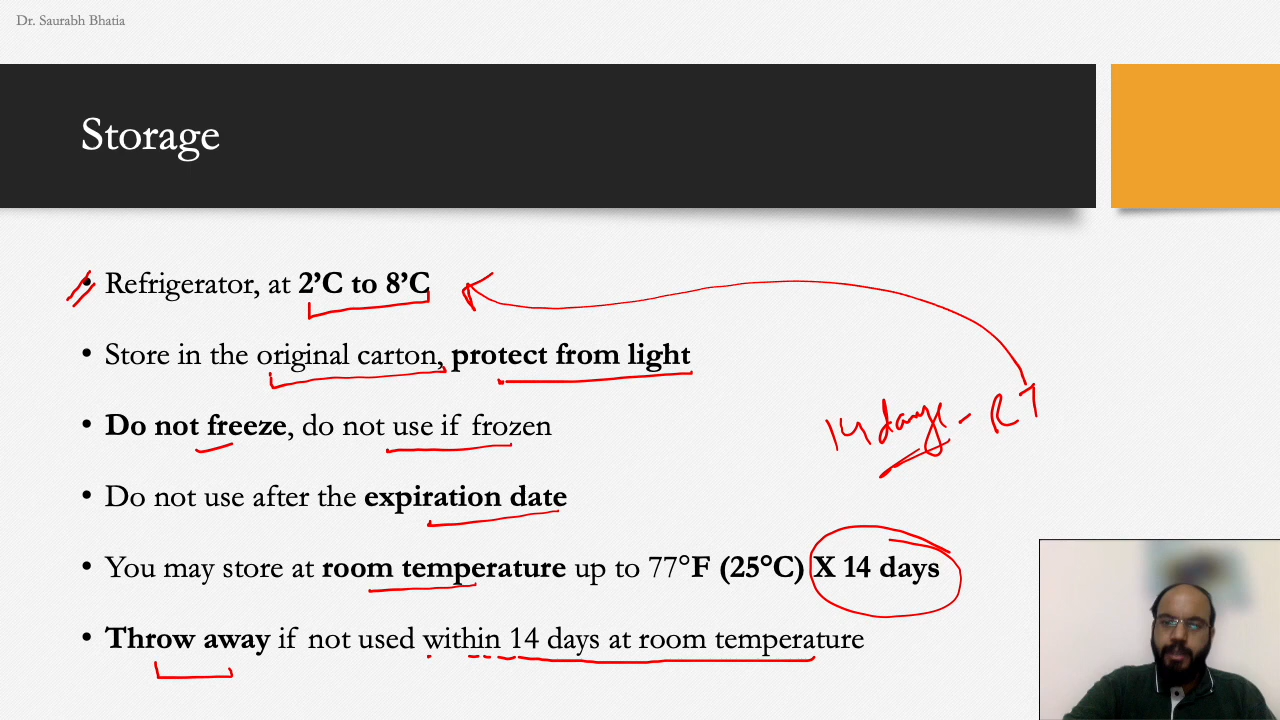 Dr. Saurabh Bhatia
Storage
• Refrigerator, at 2’C to 8’C
• Store in the original carton, protect from light
• Do not freeze, do not use if frozen
14 days - RT
• Do not use after the expiration date
• You may store at room temperature up to 77°F (25°C) X 14 days
• Throw away if not used within 14 days at room temperature